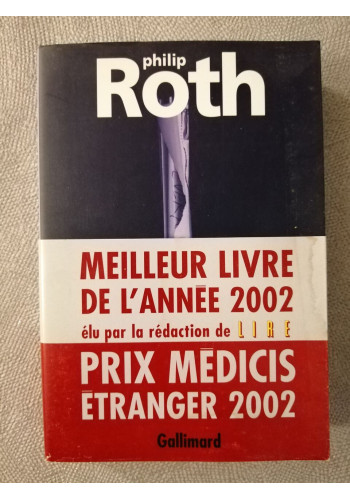 philip
Roth
MEILLEUR LIVRE
DE L'ANNÉE 2002
élu par la rédaction de LIRE
PRIX MÉDICIS
ÉTRANGER 2002
Gallimard